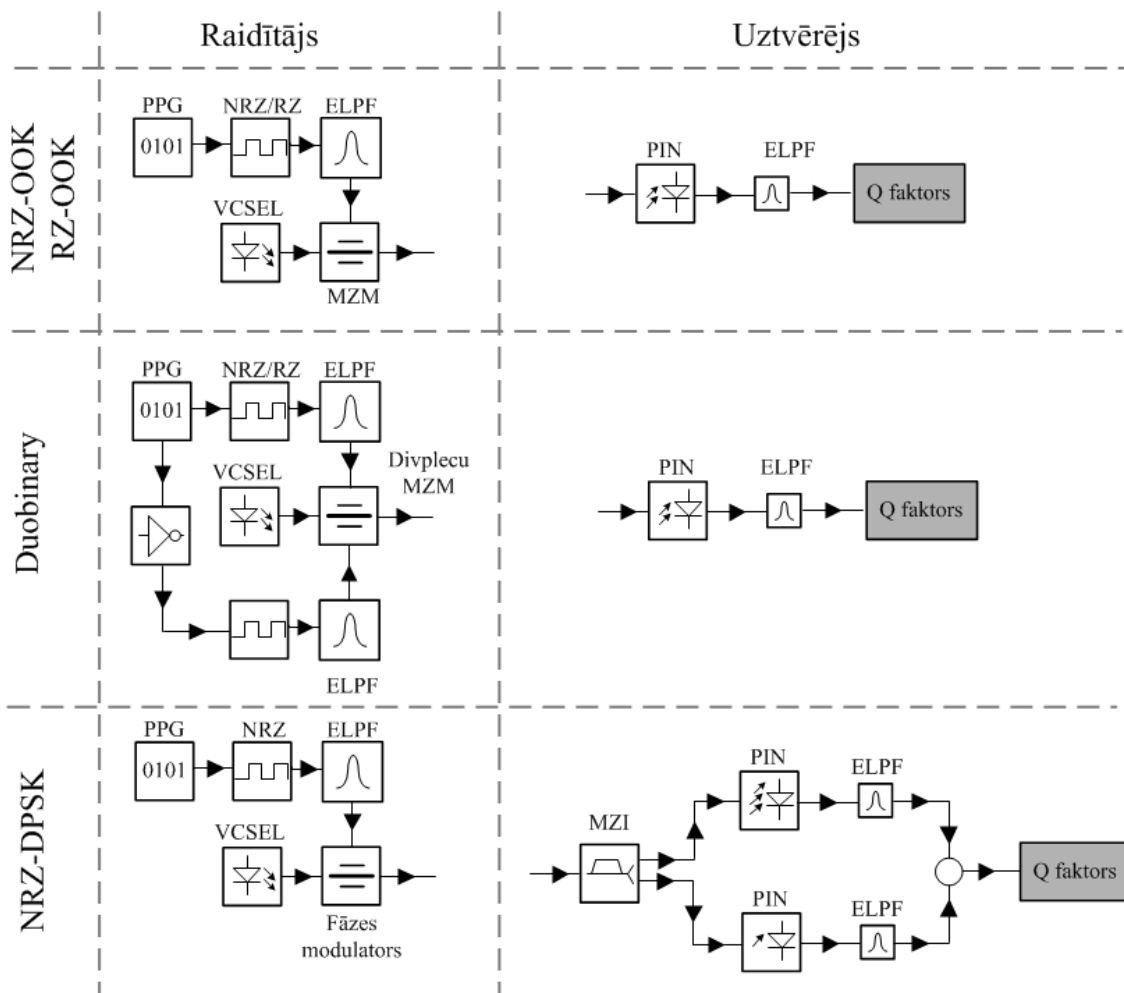 Raidītājs
Uztvērējs
NRZ-OOK
RZ-OOK
PPG
NRZ/RZ
ELPF
0101
VCSEL
MZM
PIN
ELPF
Q faktors
Duobinary
PPG
NRZ/RZ
ELPF
0101
VCSEL
Divplecu
MZM
ELPF
PIN
ELPF
Q faktors
NRZ-DPSK
PPG
NRZ
ELPF
0101
VCSEL
Fāzes
modulators
MZI
PIN
ELPF
PIN
ELPF
Q faktors